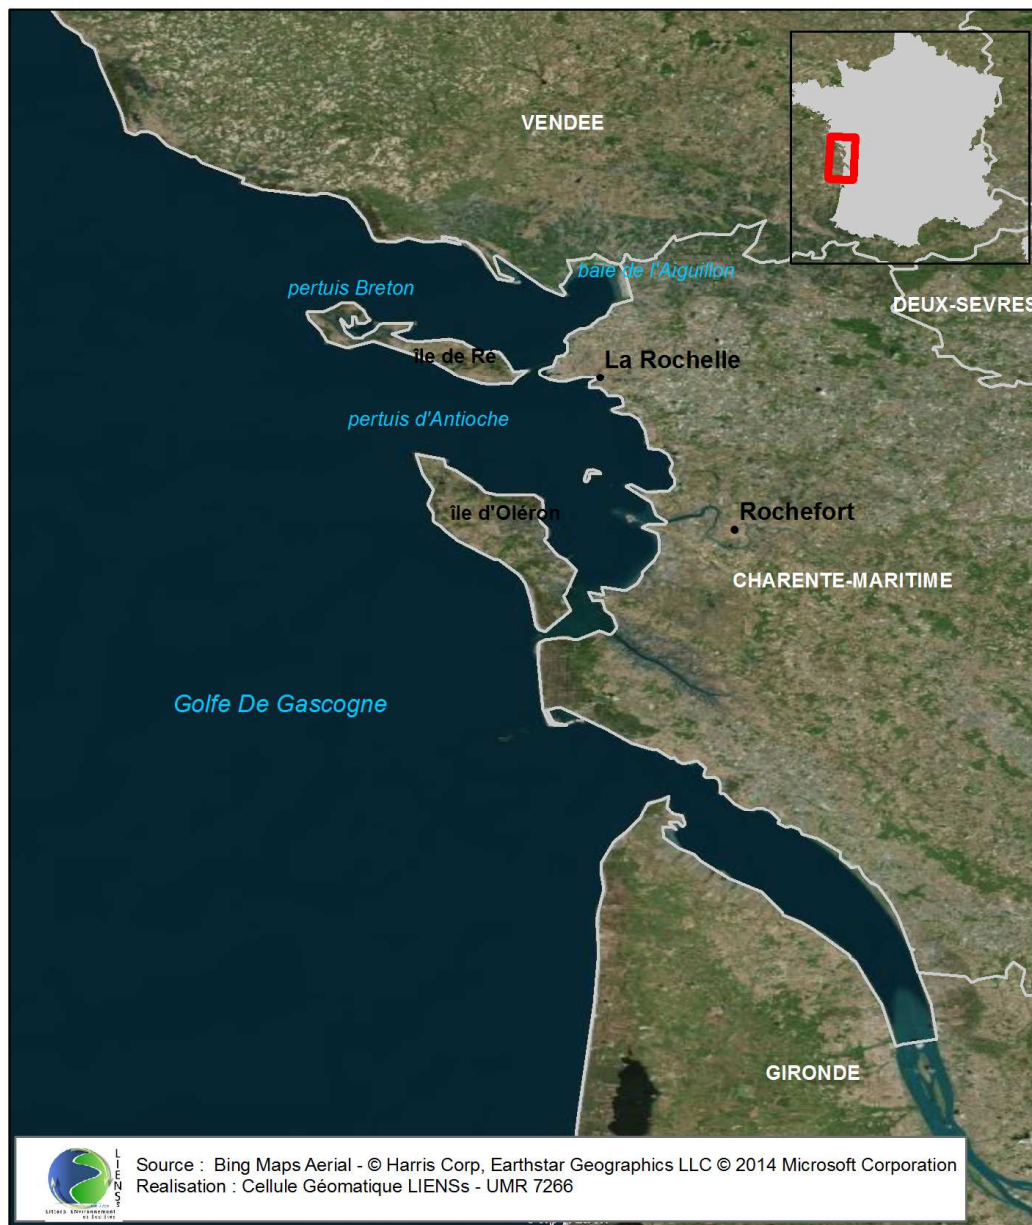 VENDEE
baie de l'Aiguillon
pertuis Breton
DEUX-SEVRES
île de Ré
La Rochelle
pertuis d'Antioche
île d'Oléron
Rochefort
CHARENTE-MARITIME
Golfe De Gascogne
GIRONDE
LIENSs
Source : Bing Maps Aerial - © Harris Corp, Earthstar Geographics LLC © 2014 Microsoft Corporation
Realisation : Cellule Géomatique LIENSs - UMR 7266